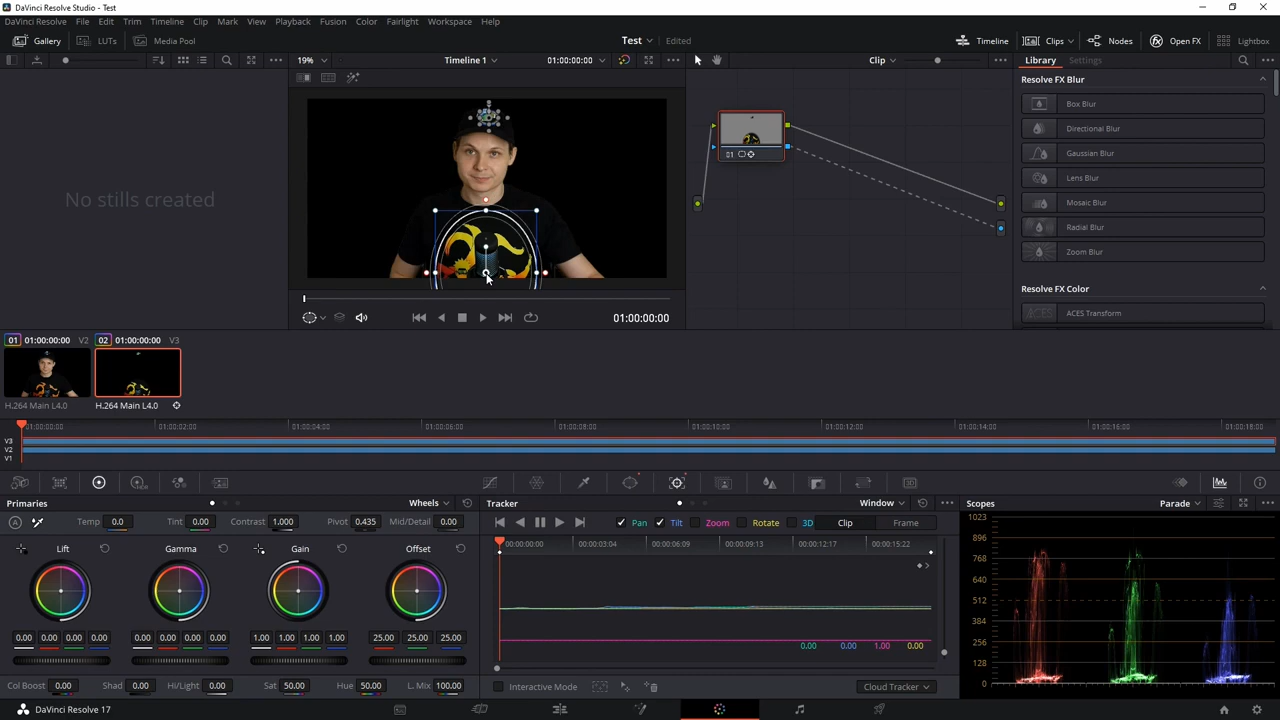 DaVinci Resolve Studio - Test
DaVinci Resolve File Edit Trim Timeline Clip Mark View Playback Fusion Color Fairlight Workspace Help
Gallery LUTs Media Pool Test Edited Timeline Clips Nodes Open FX Lightbox
19% Timeline 1 01:00:00:00 Clip Library Settings
Resolve FX Blur
Box Blur
Directional Blur
Gaussian Blur
Lens Blur
Mosaic Blur
Radial Blur
Zoom Blur
Resolve FX Color
ACES Transform
No stills created
01:00:00:00
01 01:00:00:00 V2 02 01:00:00:00 V3
H.264 Main L4.0 H.264 Main L4.0
01:00:00:00 01:00:02:00 01:00:04:00 01:00:06:00 01:00:08:00 01:00:10:00 01:00:12:00 01:00:14:00 01:00:16:00 01:00:18:00
V3
V2
V1
Primaries Wheels Tracker Window Scopes Parade
Temp 0.0 Tint 0.00 Contrast 1.000 Pivot 0.435 Mid/Detail 0.00
Pan Tilt Zoom Rotate 3D Clip Frame
Lift Gamma Gain Offset
00:00:00:00 00:00:03:04 00:00:06:09 00:00:09:13 00:00:12:17 00:00:15:22
0.00 0.00 0.00 0.00 0.00 0.00 0.00 0.00 1.00 1.00 1.00 1.00 25.00 25.00 25.00
0.00 0.00 1.00 0.00
Col Boost 0.00 Shad 0.00 Hi/Light 0.00 Sat 50.00 Hue 50.00 L. Mix 100.00
Interactive Mode Cloud Tracker
1023
896
768
640
512
384
256
128
0
DaVinci Resolve 17